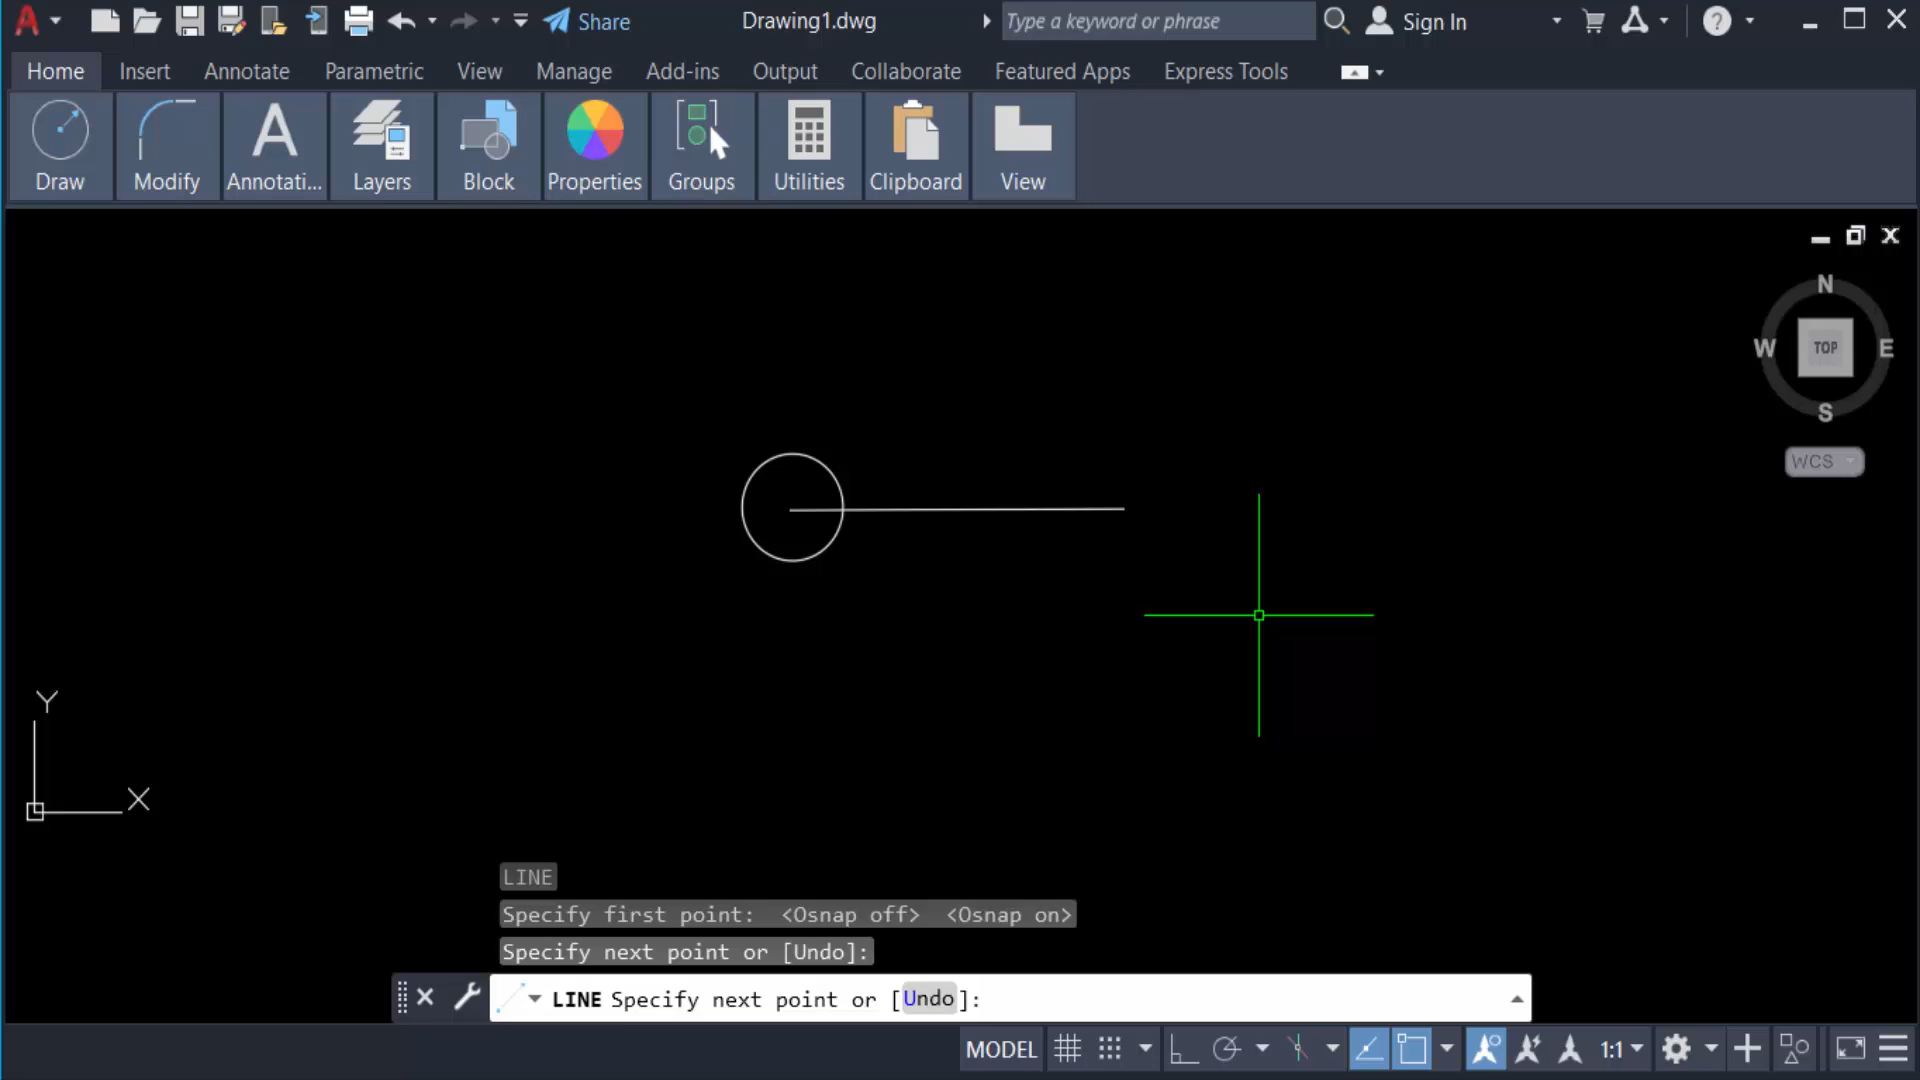 Share
Drawing1.dwg
Type a keyword or phrase
Sign In
Home Insert Annotate Parametric View Manage Add-ins Output Collaborate Featured Apps Express Tools
Draw Modify Annotati... Layers Block Properties Groups Utilities Clipboard View
N
W TOP E
S
WCS
Y
X
LINE
Specify first point: <Osnap off> <Osnap on>
Specify next point or [Undo]:
LINE Specify next point or [Undo]:
MODEL 1:1